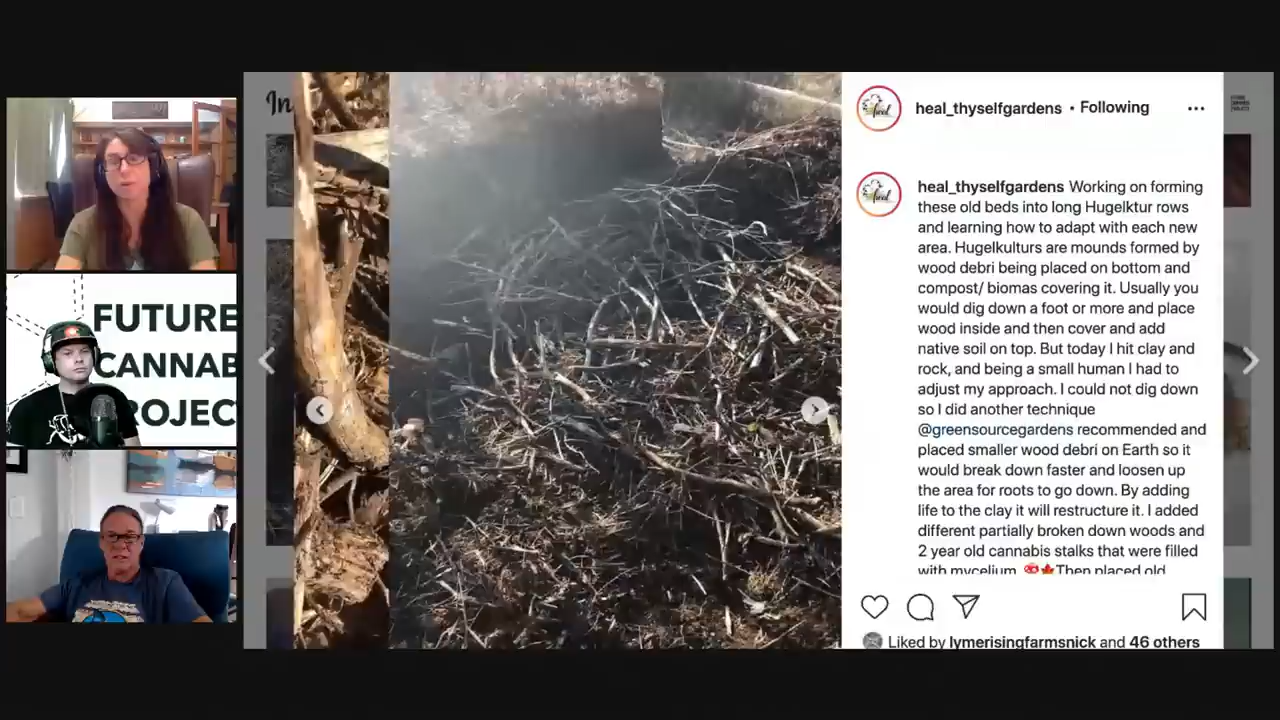 FUTURE
CANNAB
ROJEC
In
heal_thyselfgardens • Following
heal_thyselfgardens Working on forming
these old beds into long Hugelktur rows
and learning how to adapt with each new
area. Hugelkulturs are mounds formed by
wood debri being placed on bottom and
compost/ biomas covering it. Usually you
would dig down a foot or more and place
wood inside and then cover and add
native soil on top. But today I hit clay and
rock, and being a small human I had to
adjust my approach. I could not dig down
so I did another technique
@greensourcegardens recommended and
placed smaller wood debri on Earth so it
would break down faster and loosen up
the area for roots to go down. By adding
life to the clay it will restructure it. I added
different partially broken down woods and
2 year old cannabis stalks that were filled
with mycelium. Then placed old
Liked by lymerisingfarmsnick and 46 others